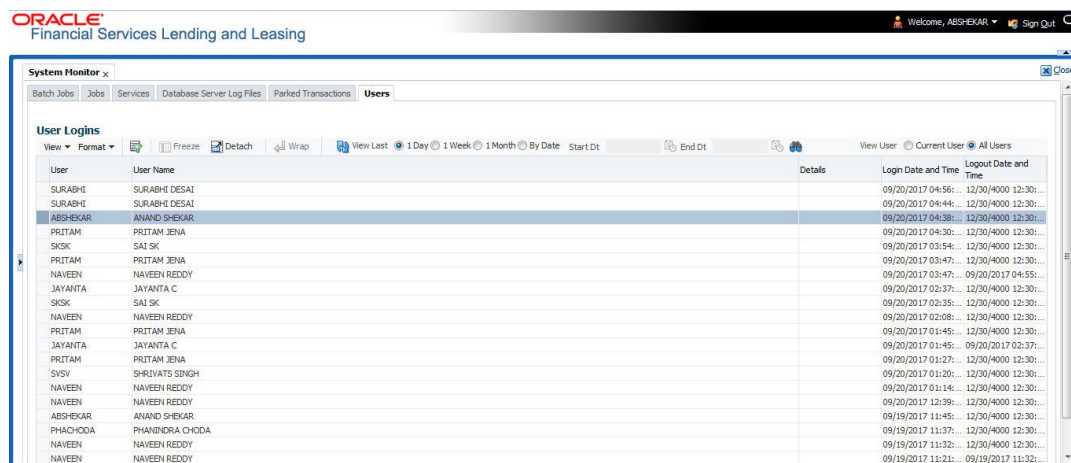 ORACLE®
Welcome, ABSHEKAR Sign Out
Financial Services Lending and Leasing
System Monitor x
Close
Batch Jobs Jobs Services Database Server Log Files Parked Transactions Users
User Logins
View Format Freeze Detach Wrap View Last 1 Day 1 Week 1 Month By Date Start Dt End Dt View User Current User All Users
User User Name Details Login Date and Time Logout Date and Time
SURABHI SURABHI DESAI 09/20/2017 04:56:... 12/30/4000 12:30:...
SURABHI SURABHI DESAI 09/20/2017 04:44:... 12/30/4000 12:30:...
ABSHEKAR ANAND SHEKAR 09/20/2017 04:38:... 12/30/4000 12:30:...
PRITAM PRITAM JENA 09/20/2017 04:30:... 12/30/4000 12:30:...
SKSK SAI SK 09/20/2017 03:54:... 12/30/4000 12:30:...
PRITAM PRITAM JENA 09/20/2017 03:47:... 12/30/4000 12:30:...
NAVEEN NAVEEN REDDY 09/20/2017 03:47:... 09/20/2017 04:55:...
JAYANTA JAYANTA C 09/20/2017 02:37:... 12/30/4000 12:30:...
SKSK SAI SK 09/20/2017 02:35:... 12/30/4000 12:30:...
NAVEEN NAVEEN REDDY 09/20/2017 02:08:... 12/30/4000 12:30:...
PRITAM PRITAM JENA 09/20/2017 01:45:... 12/30/4000 12:30:...
JAYANTA JAYANTA C 09/20/2017 01:45:... 09/20/2017 02:37:...
PRITAM PRITAM JENA 09/20/2017 01:27:... 12/30/4000 12:30:...
SVSV SHRIVATS SINGH 09/20/2017 01:20:... 12/30/4000 12:30:...
NAVEEN NAVEEN REDDY 09/20/2017 01:14:... 12/30/4000 12:30:...
NAVEEN NAVEEN REDDY 09/20/2017 12:39:... 12/30/4000 12:30:...
ABSHEKAR ANAND SHEKAR 09/19/2017 11:45:... 12/30/4000 12:30:...
PHACHODA PHANINDRA CHODA 09/19/2017 11:37:... 12/30/4000 12:30:...
NAVEEN NAVEEN REDDY 09/19/2017 11:32:... 12/30/4000 12:30:...
NAVEEN NAVEEN REDDY 09/19/2017 11:21:... 09/19/2017 11:32:...